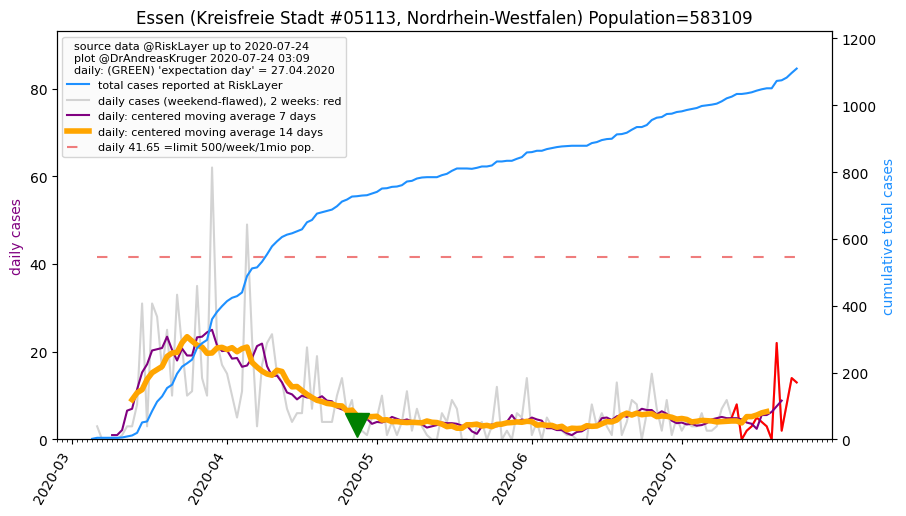 Essen (Kreisfreie Stadt #05113, Nordrhein-Westfalen) Population=583109
source data @RiskLayer up to 2020-07-24
plot @DrAndreasKruger 2020-07-24 03:09
daily: (GREEN) 'expectation day' = 27.04.2020
total cases reported at RiskLayer
daily cases (weekend-flawed), 2 weeks: red
daily: centered moving average 7 days
daily: centered moving average 14 days
daily 41.65 =limit 500/week/1mio pop.
daily cases
80
60
40
20
0
cumulative total cases
1200
1000
800
600
400
200
0
2020-03
2020-04
2020-05
2020-06
2020-07